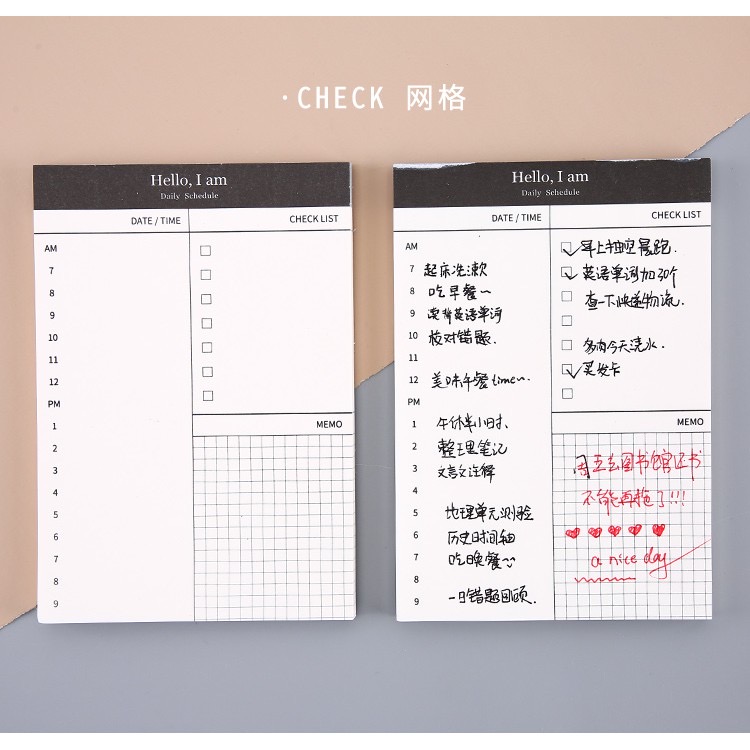 ·CHECK 网格
Hello, I am
Daily Schedule
DATE / TIME
CHECK LIST
AM
7
8
9
10
11
12
PM
1
2
3
4
5
6
7
8
9
MEMO
Hello, I am
Daily Schedule
DATE / TIME
CHECK LIST
AM
7 起床洗漱
8 吃早餐~
9 要背英语单词
10 核对错题.
11
12 美味午餐time~.
PM
1 午休半小时、
2 整理笔记
3 文言文注释
4
5 地理单元测验
6 历史时间轴
7 吃晚餐
8
9 一日错题回顾.
早上抽空晨跑.
英语单词加30个
查一下快递物流.
多肉今天浇水.
买发卡
MEMO
周五去图书馆还书
不能再拖了!!!
a nice day